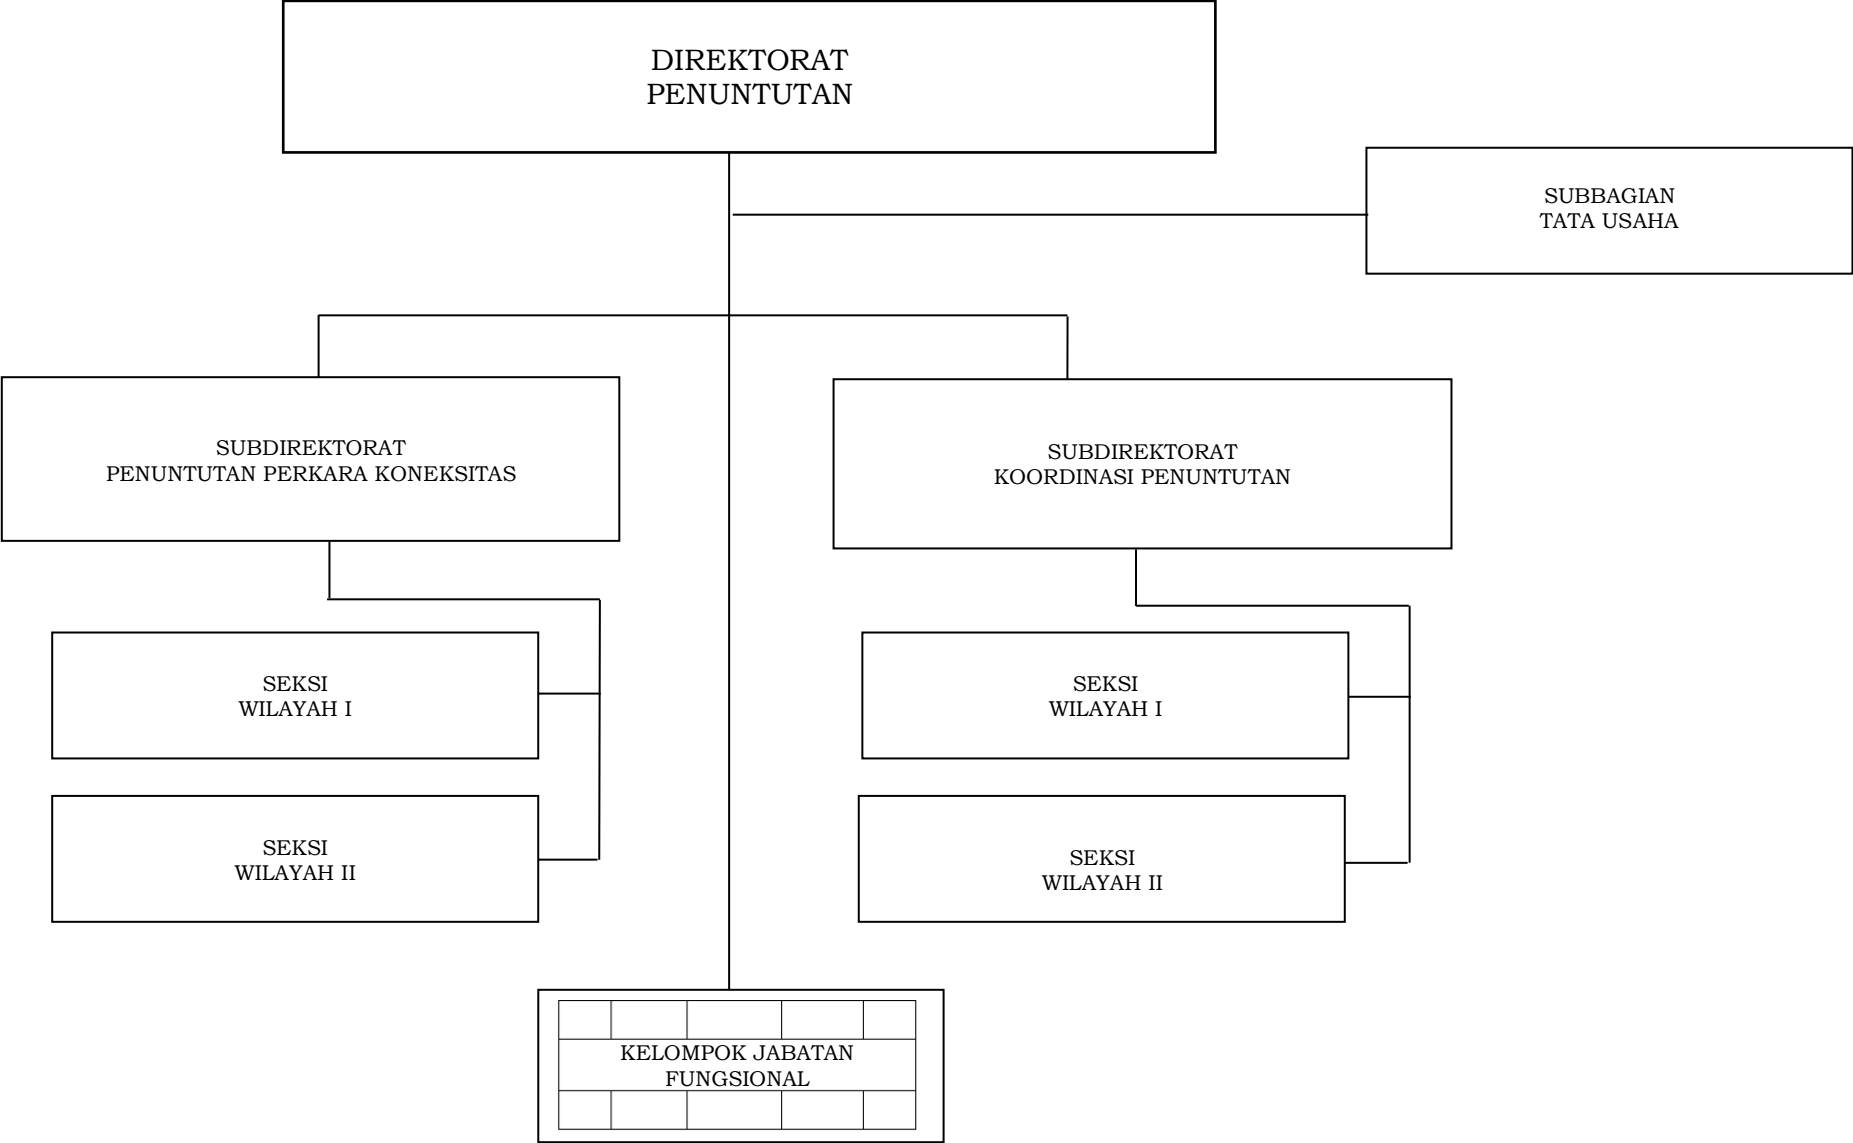 DIREKTORAT
PENUNTUTAN
SUBBAGIAN
TATA USAHA
SUBDIREKTORAT
PENUNTUTAN PERKARA KONEKSITAS
SUBDIREKTORAT
KOORDINASI PENUNTUTAN
SEKSI
WILAYAH I
SEKSI
WILAYAH I
SEKSI
WILAYAH II
SEKSI
WILAYAH II
KELOMPOK JABATAN
FUNGSIONAL